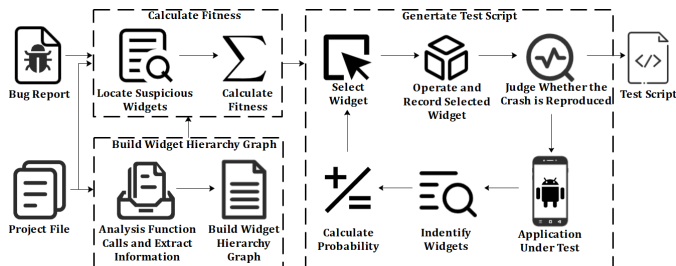 Calculate Fitness
Genertate Test Script
Bug Report
Locate Suspicious
Widgets
Calculate
Fitness
Select
Widget
Operate and
Record Selected
Widget
Judge Whether the
Crash is Reproduced
Test Script
Build Widget Hierarchy Graph
Project File
Analysis Function
Calls and Extract
Information
Build Widget
Hierarchy
Graph
Calculate
Probability
Indentify
Widgets
Application
Under Test